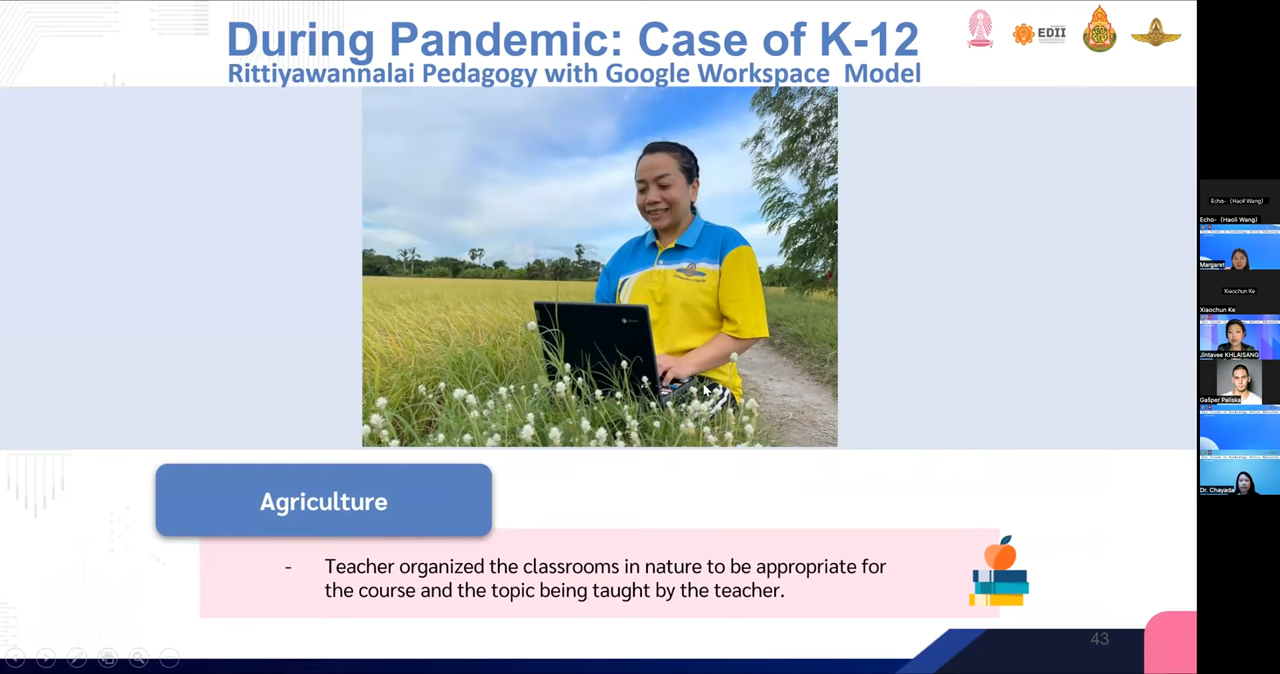 During Pandemic: Case of K-12
Rittiyawannalai Pedagogy with Google Workspace Model
EDII
Agriculture
- Teacher organized the classrooms in nature to be appropriate for
the course and the topic being taught by the teacher.
43
Echo- (Haoli Wang)
Echo- (Haoli Wang)
Margaret
Xiaochun Ke
Xiaochun Ke
Jintavee KHLAISANG
Gašper Pališka
Dr. Chayada